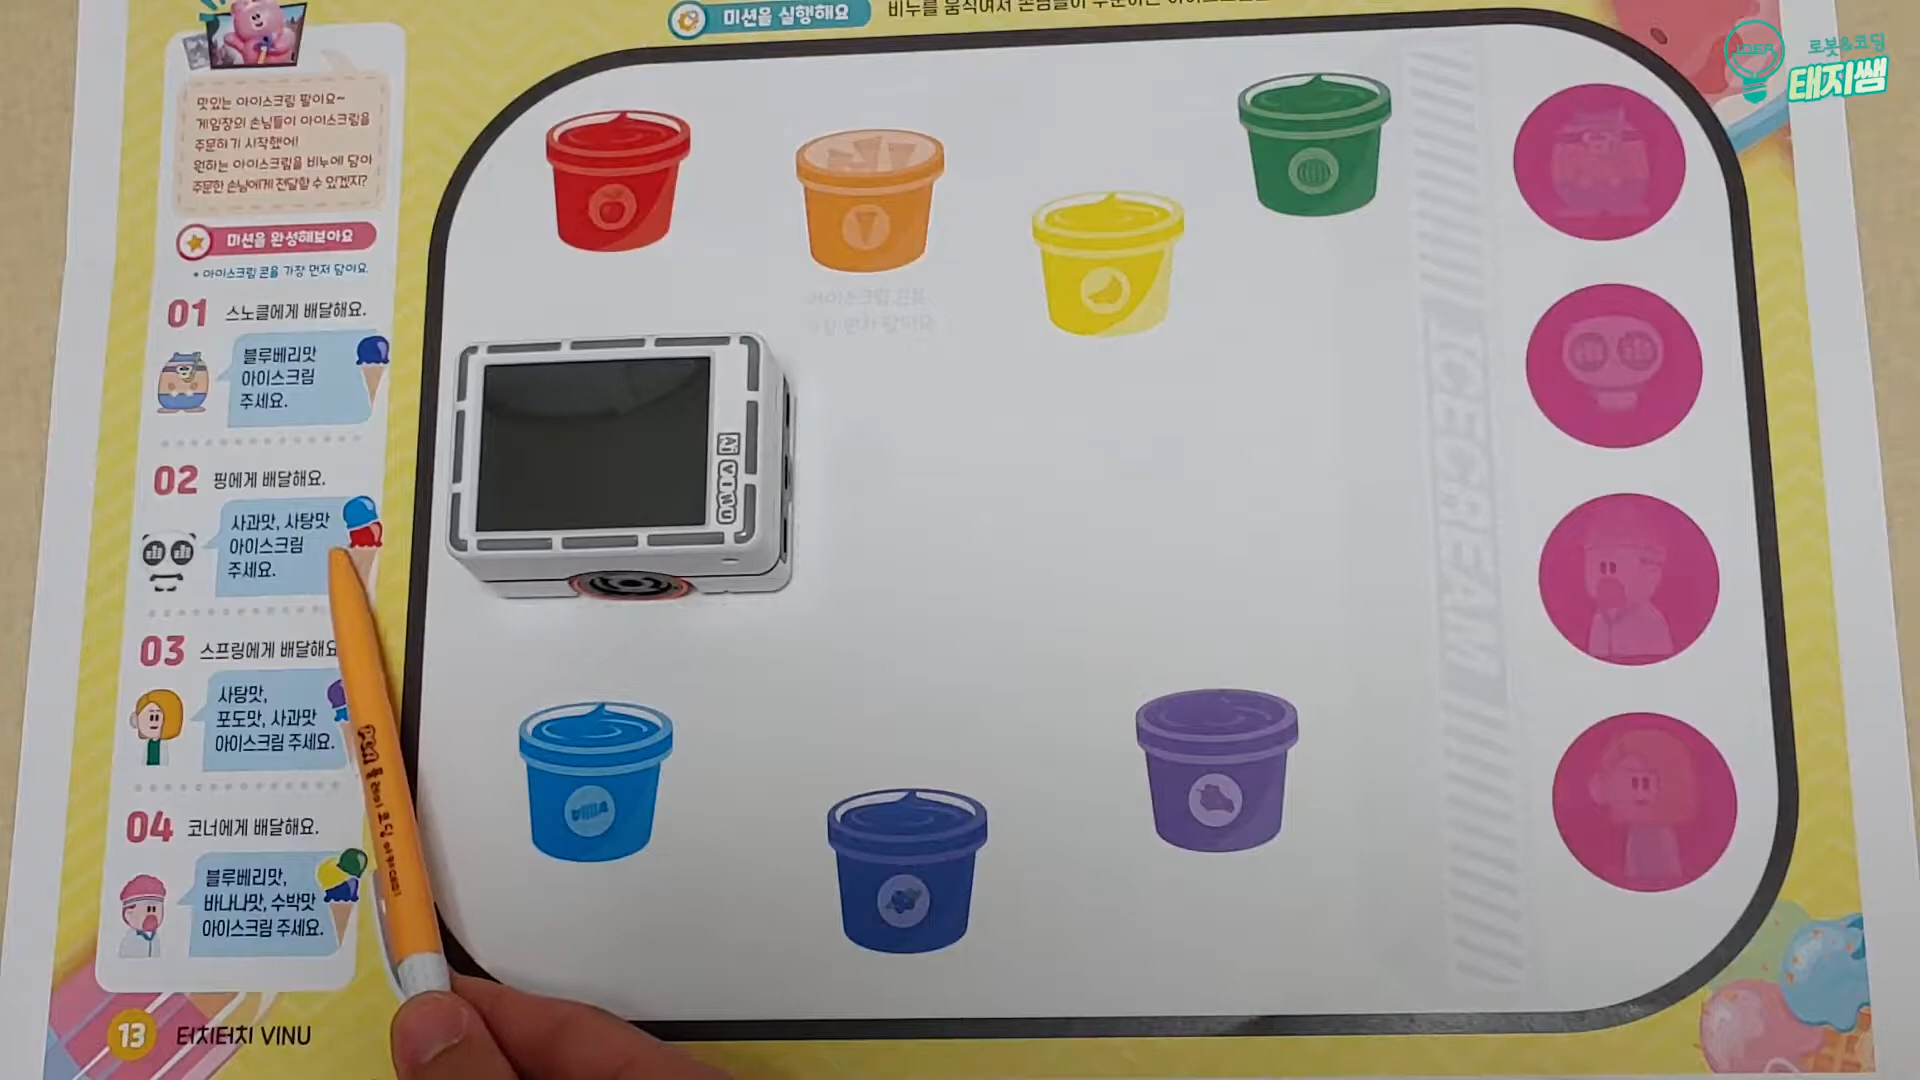 미션을 실행해요
IDEA
로봇&코딩
태지쌤
맛있는 아이스크림 팔아요~
게임장의 손님들이 아이스크림을
주문하기 시작했어!
원하는 아이스크림을 비누에 담아
주문한 손님에게 전달할 수 있겠지?
미션을 완성해보아요
• 아이스크림 콘을 가장 먼저 담아요.
01 스노클에게 배달해요.
블루베리맛
아이스크림
주세요.
02 핑에게 배달해요.
사과맛, 사탕맛
아이스크림
주세요.
03 스프링에게 배달해요
사탕맛,
포도맛, 사과맛
아이스크림 주세요.
04 코너에게 배달해요.
블루베리맛,
바나나맛, 수박맛
아이스크림 주세요.
13 터치터치 VINU
Ai VINU
ICECREAM